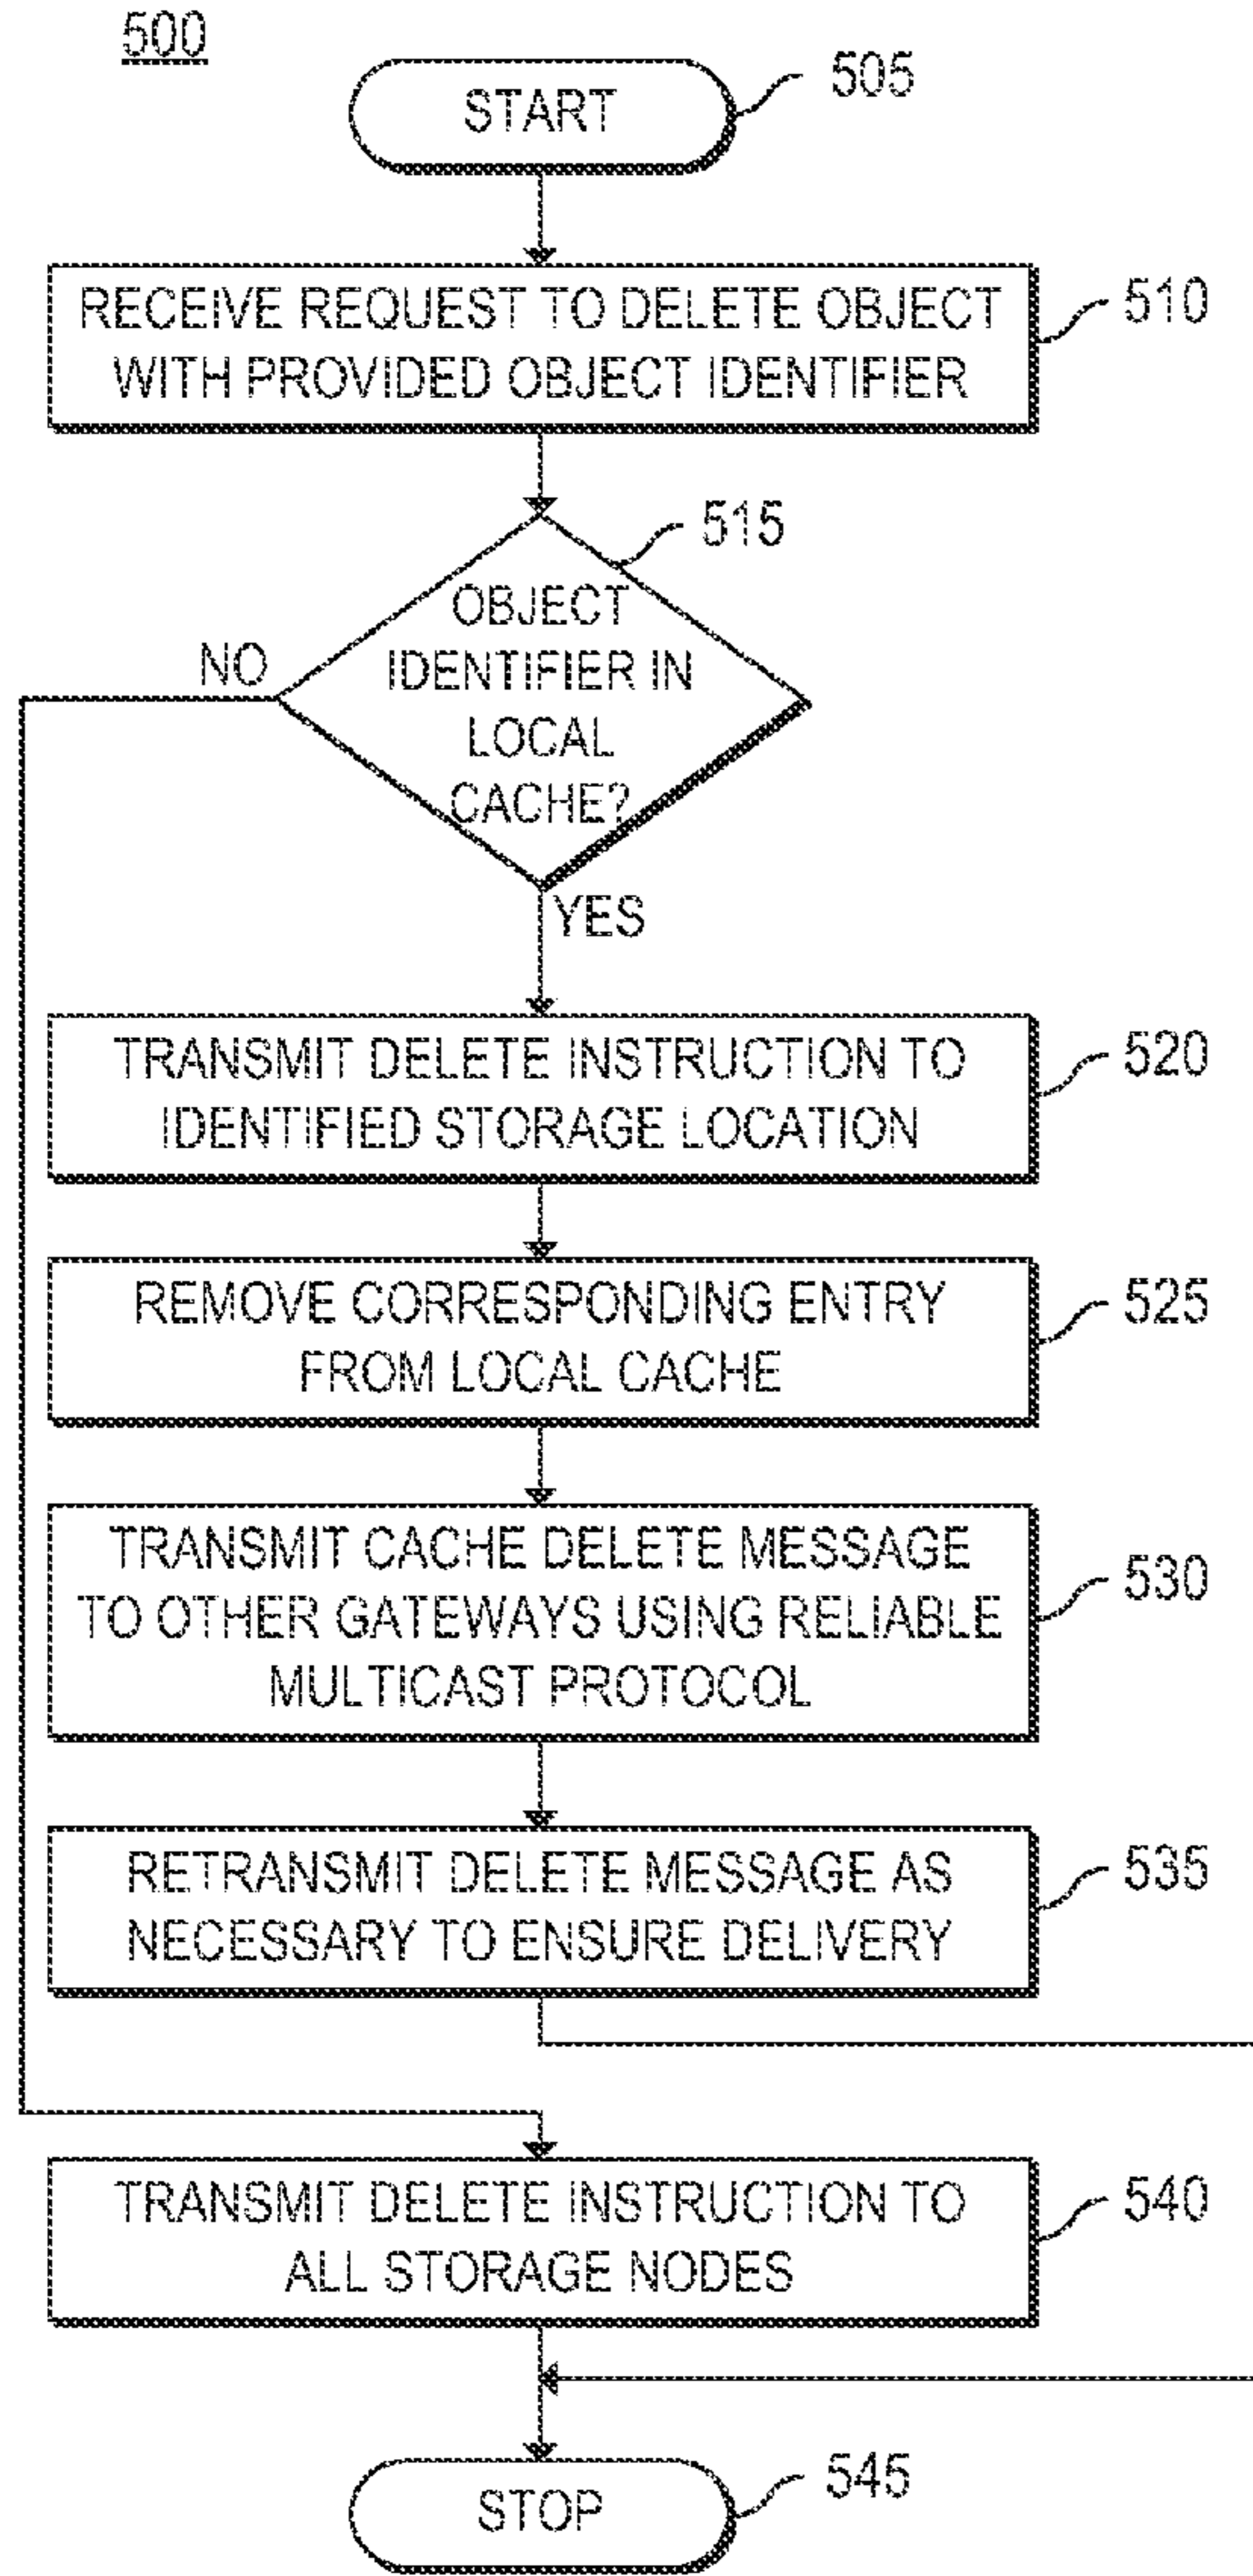 500
START
505
RECEIVE REQUEST TO DELETE OBJECT
WITH PROVIDED OBJECT IDENTIFIER
510
515
OBJECT
IDENTIFIER IN
LOCAL
CACHE?
NO
YES
TRANSMIT DELETE INSTRUCTION TO
IDENTIFIED STORAGE LOCATION
520
REMOVE CORRESPONDING ENTRY
FROM LOCAL CACHE
525
TRANSMIT CACHE DELETE MESSAGE
TO OTHER GATEWAYS USING RELIABLE
MULTICAST PROTOCOL
530
RETRANSMIT DELETE MESSAGE AS
NECESSARY TO ENSURE DELIVERY
535
TRANSMIT DELETE INSTRUCTION TO
ALL STORAGE NODES
540
STOP
545